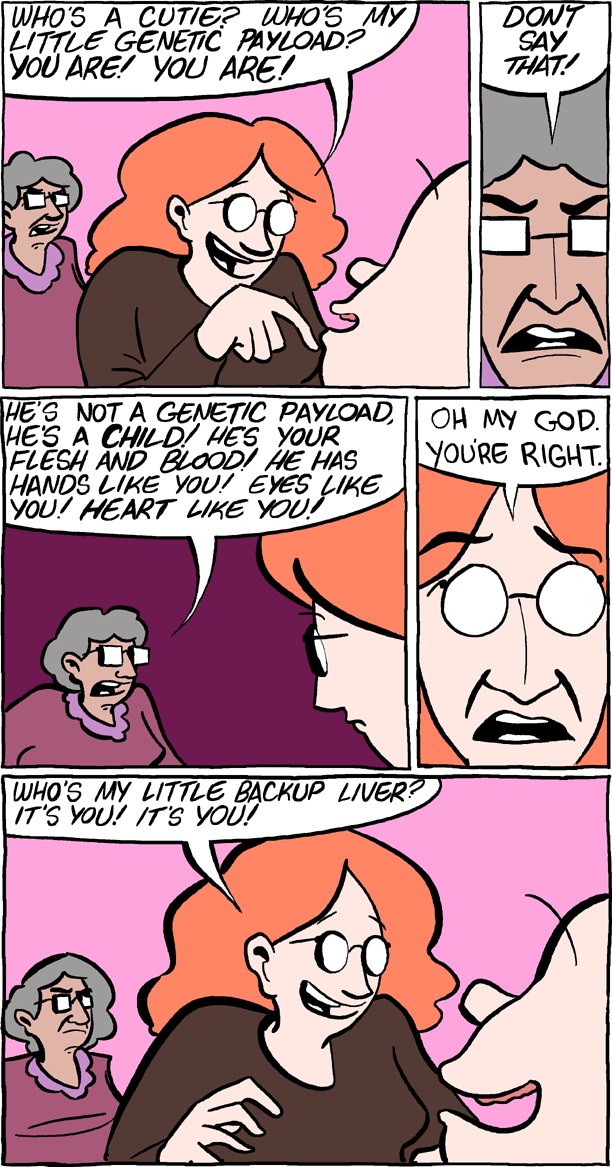 WHO'S A CUTIE? WHO'S MY
LITTLE GENETIC PAYLOAD?
YOU ARE! YOU ARE!
DON'T
SAY
THAT!
HE'S NOT A GENETIC PAYLOAD,
HE'S A CHILD! HE'S YOUR
FLESH AND BLOOD! HE HAS
HANDS LIKE YOU! EYES LIKE
YOU! HEART LIKE YOU!
OH MY GOD.
YOU'RE RIGHT.
WHO'S MY LITTLE BACKUP LIVER?
IT'S YOU! IT'S YOU!